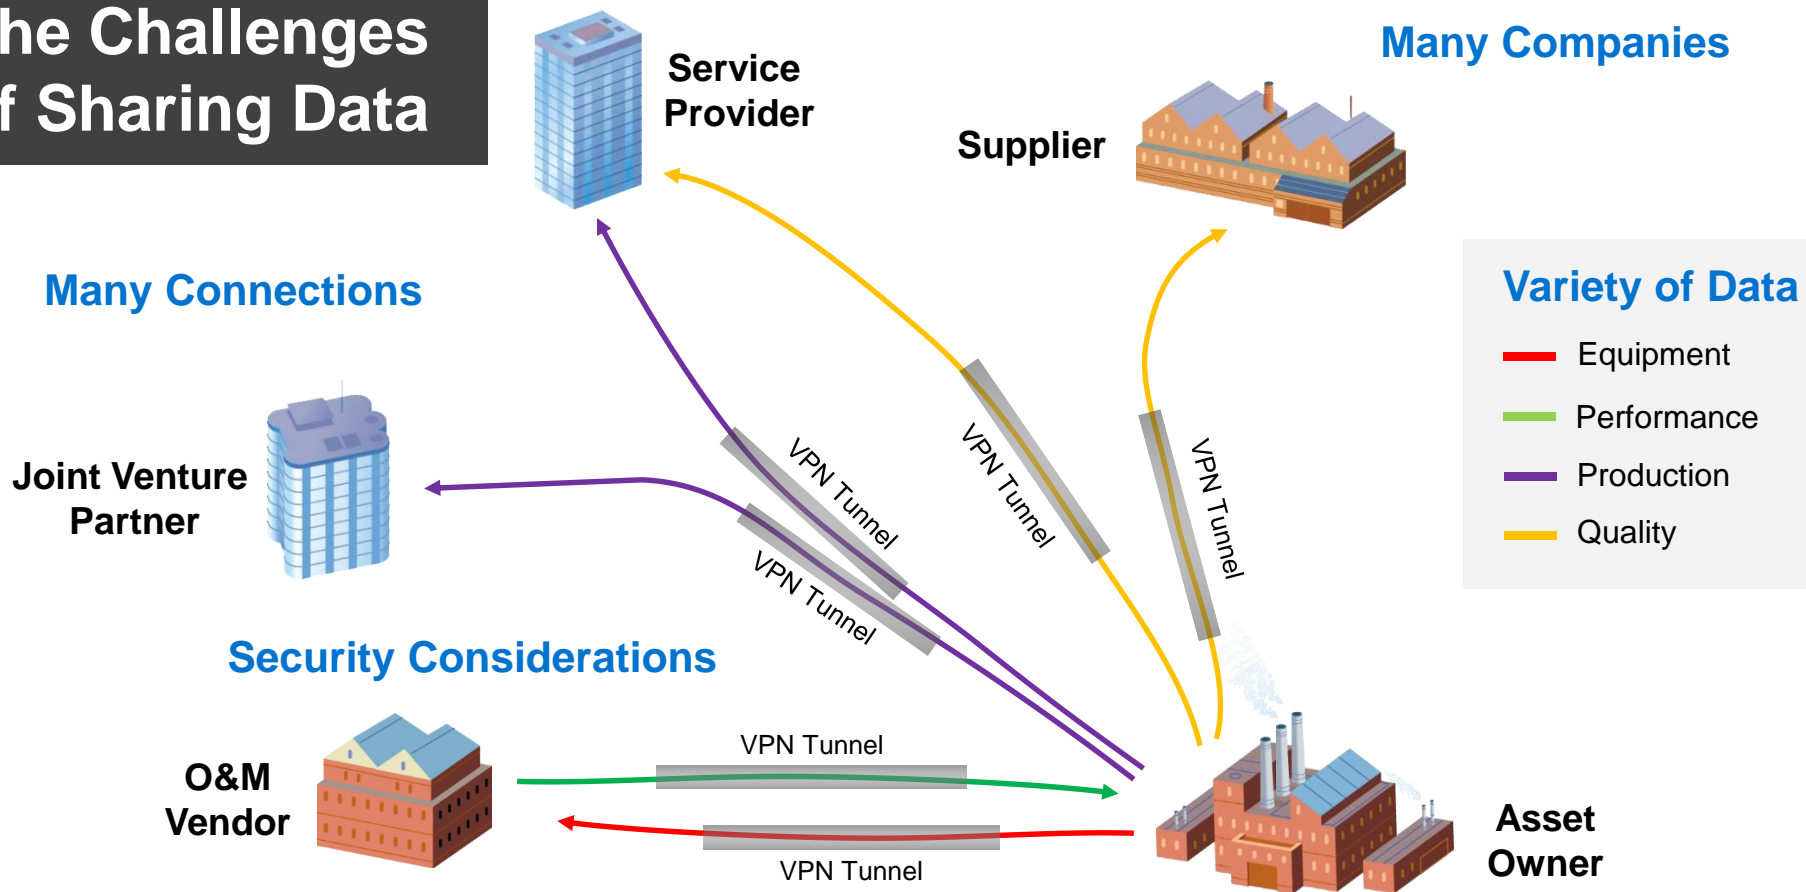 he Challenges
f Sharing Data
Service
Provider
Many Companies
Supplier
Many Connections
Variety of Data
Equipment
Performance
Production
Quality
Joint Venture
Partner
VPN Tunnel
VPN Tunnel
VPN Tunnel
VPN Tunnel
Security Considerations
O&M
Vendor
VPN Tunnel
VPN Tunnel
Asset
Owner